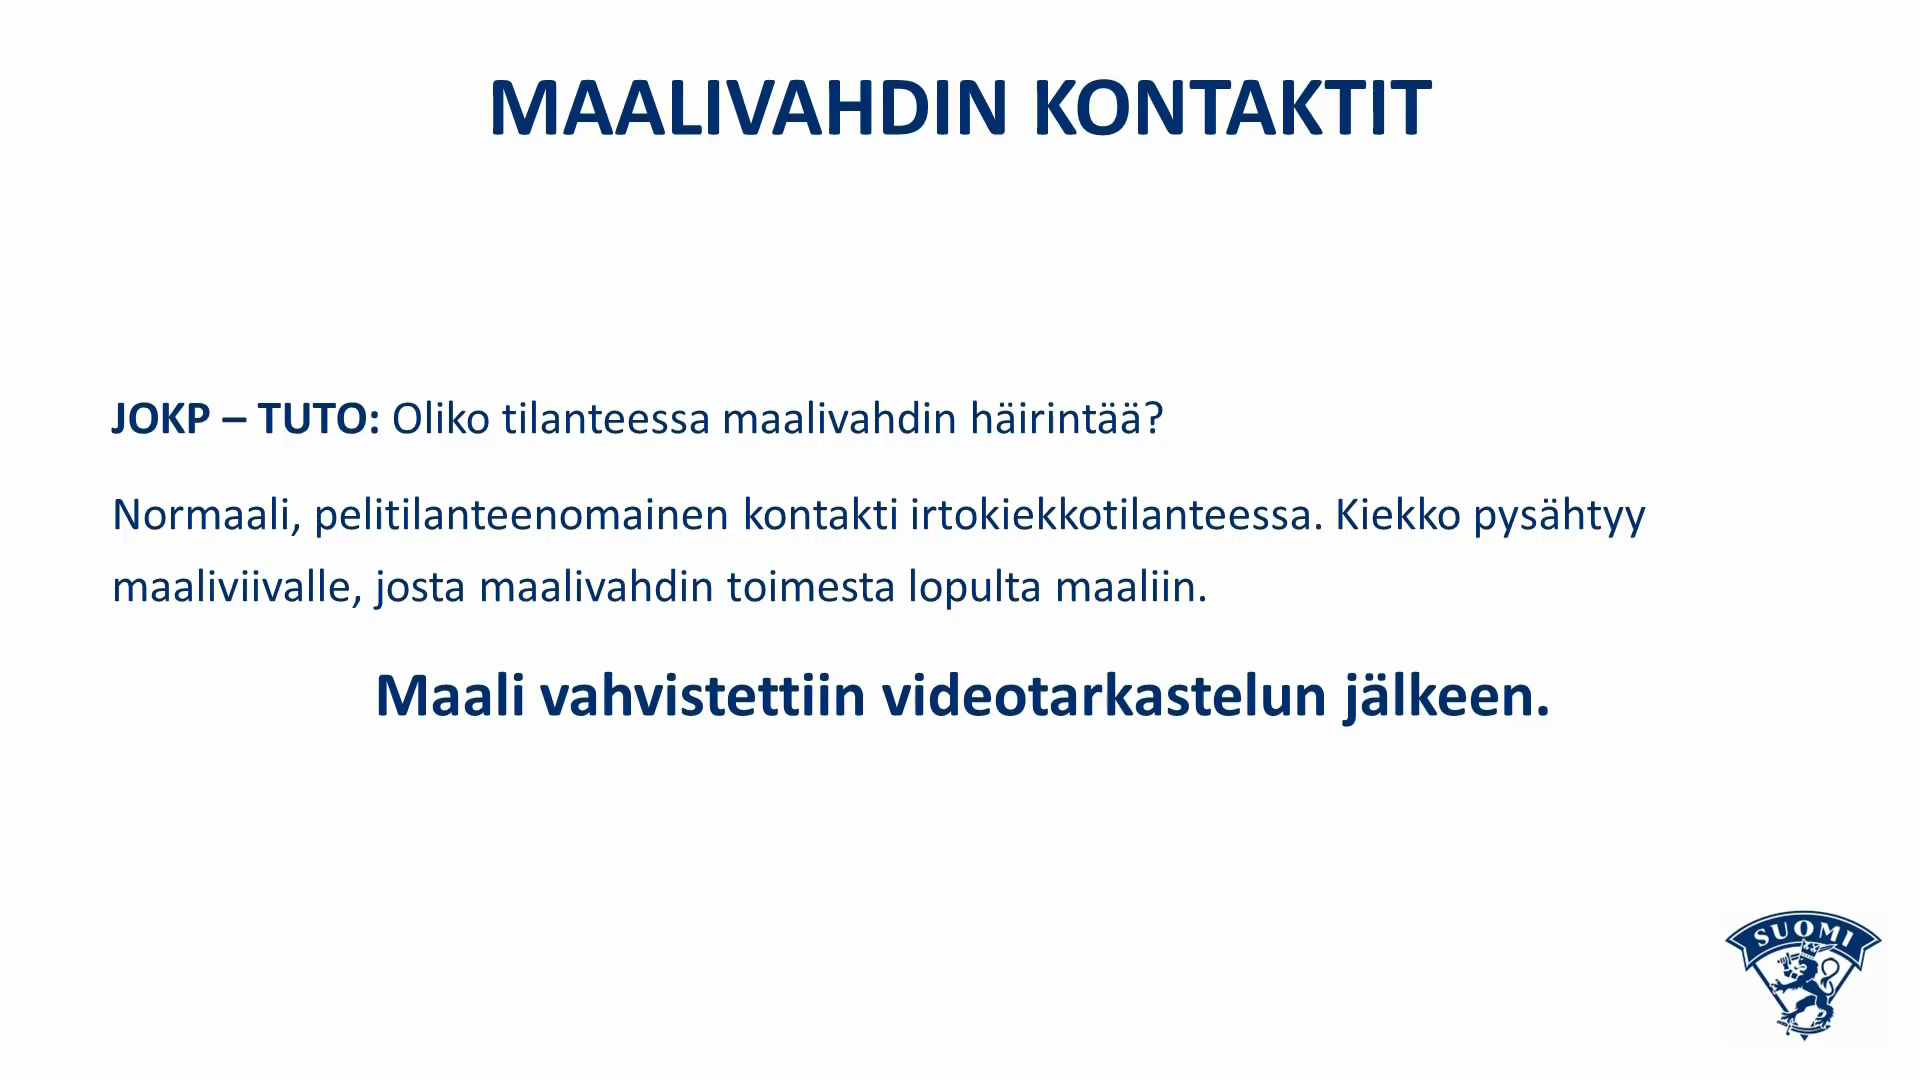 MAALIVAHDIN KONTAKTIT
JOKP – TUTO: Oliko tilanteessa maalivahdin häirintää?
Normaali, pelitilanteenomainen kontakti irtokiekkotilanteessa. Kiekko pysähtyy
maaliviivalle, josta maalivahdin toimesta lopulta maaliin.
Maali vahvistettiin videotarkastelun jälkeen.
SUOMI